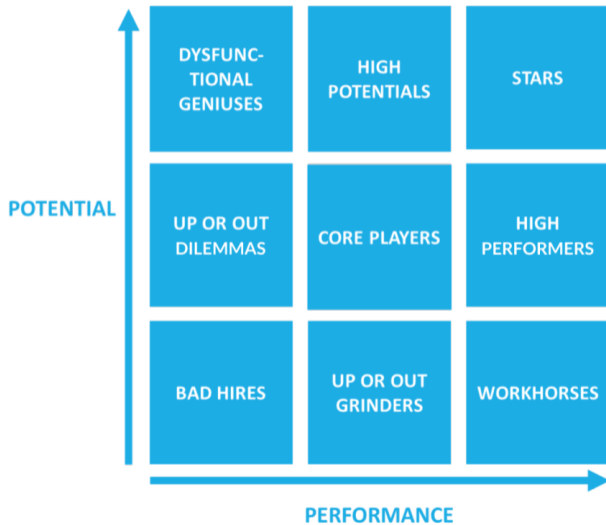 DYSFUNC-
TIONAL
GENIUSES
HIGH
POTENTIALS
STARS
POTENTIAL
UP OR OUT
DILEMMAS
CORE PLAYERS
HIGH
PERFORMERS
BAD HIRES
UP OR OUT
GRINDERS
WORKHORSES
PERFORMANCE